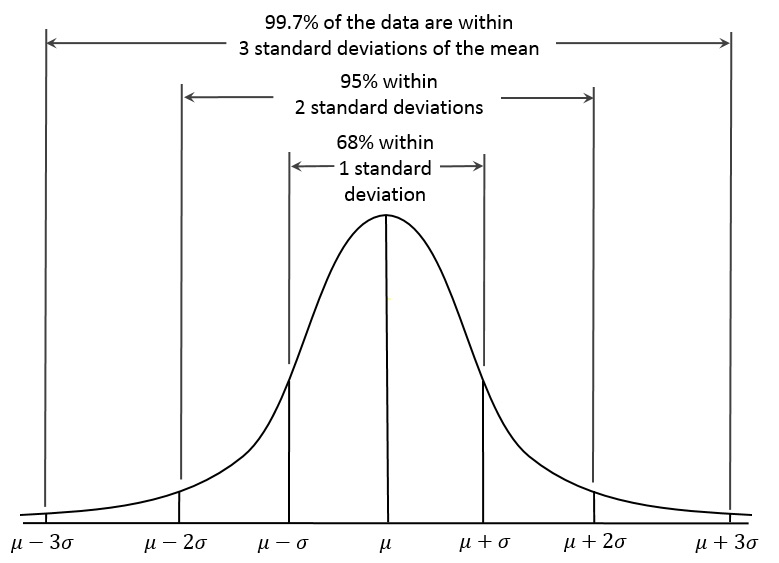 99.7% of the data are within
3 standard deviations of the mean
95% within
2 standard deviations
68% within
1 standard
deviation
μ − 3σ
μ − 2σ
μ − σ
μ
μ + σ
μ + 2σ
μ + 3σ